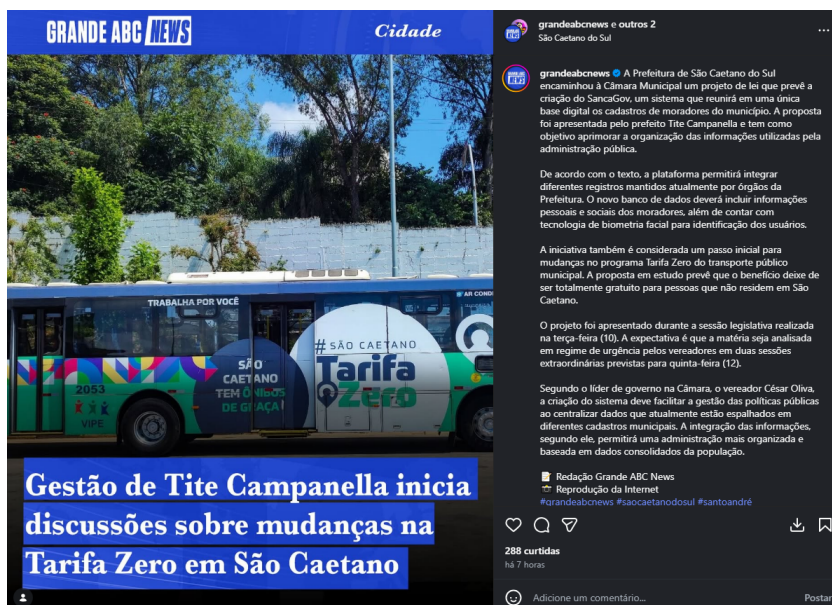 GRANDE ABC NEWS
Cidade
TRABALHA POR VOCÊ
AR COND
# SÃO CAETANO
Tarifa
Zero
SÃO
CAETANO
TEM ÔNIBUS
DE GRAÇA!
2053
VIPE
Gestão de Tite Campanella inicia
discussões sobre mudanças na
Tarifa Zero em São Caetano
grandeabcnews e outros 2
São Caetano do Sul
grandeabcnews A Prefeitura de São Caetano do Sul
encaminhou à Câmara Municipal um projeto de lei que prevê a
criação do SancaGov, um sistema que reunirá em uma única
base digital os cadastros de moradores do município. A proposta
foi apresentada pelo prefeito Tite Campanella e tem como
objetivo aprimorar a organização das informações utilizadas pela
administração pública.
De acordo com o texto, a plataforma permitirá integrar
diferentes registros mantidos atualmente por órgãos da
Prefeitura. O novo banco de dados deverá incluir informações
pessoais e sociais dos moradores, além de contar com
tecnologia de biometria facial para identificação dos usuários.
A iniciativa também é considerada um passo inicial para
mudanças no programa Tarifa Zero do transporte público
municipal. A proposta em estudo prevê que o benefício deixe de
ser totalmente gratuito para pessoas que não residem em São
Caetano.
O projeto foi apresentado durante a sessão legislativa realizada
na terça-feira (10). A expectativa é que a matéria seja analisada
em regime de urgência pelos vereadores em duas sessões
extraordinárias previstas para quinta-feira (12).
Segundo o líder de governo na Câmara, o vereador César Oliva,
a criação do sistema deve facilitar a gestão das políticas públicas
ao centralizar dados que atualmente estão espalhados em
diferentes cadastros municipais. A integração das informações,
segundo ele, permitirá uma administração mais organizada e
baseada em dados consolidados da população.
Redação Grande ABC News
Reprodução da Internet
#grandeabcnews #saocaetanodosul #santoandré
288 curtidas
há 7 horas
Adicione um comentário...
Postar